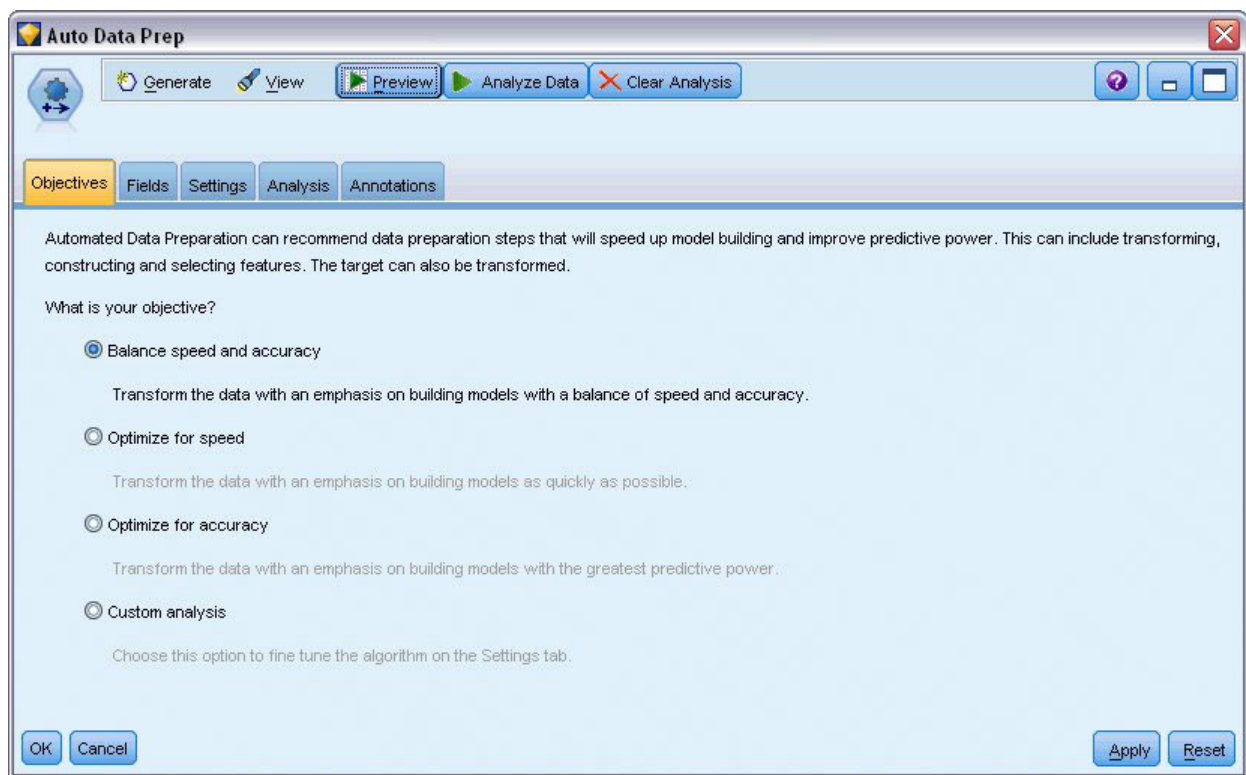 Auto Data Prep
Generate View Preview Analyze Data Clear Analysis
Objectives Fields Settings Analysis Annotations
Automated Data Preparation can recommend data preparation steps that will speed up model building and improve predictive power. This can include transforming,
constructing and selecting features. The target can also be transformed.
What is your objective?
Balance speed and accuracy
Transform the data with an emphasis on building models with a balance of speed and accuracy.
Optimize for speed
Transform the data with an emphasis on building models as quickly as possible.
Optimize for accuracy
Transform the data with an emphasis on building models with the greatest predictive power.
Custom analysis
Choose this option to fine tune the algorithm on the Settings tab.
OK Cancel Apply Reset